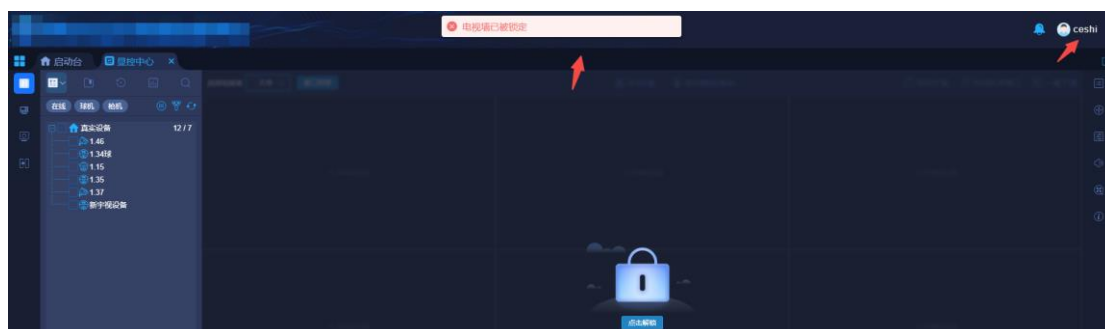 电视墙已被锁定
ceshi
启动台
显控中心
在线
球机
枪机
真实设备
12 / 7
1.46
1.34球
1.15
1.35
1.37
新宇视设备
点击解锁